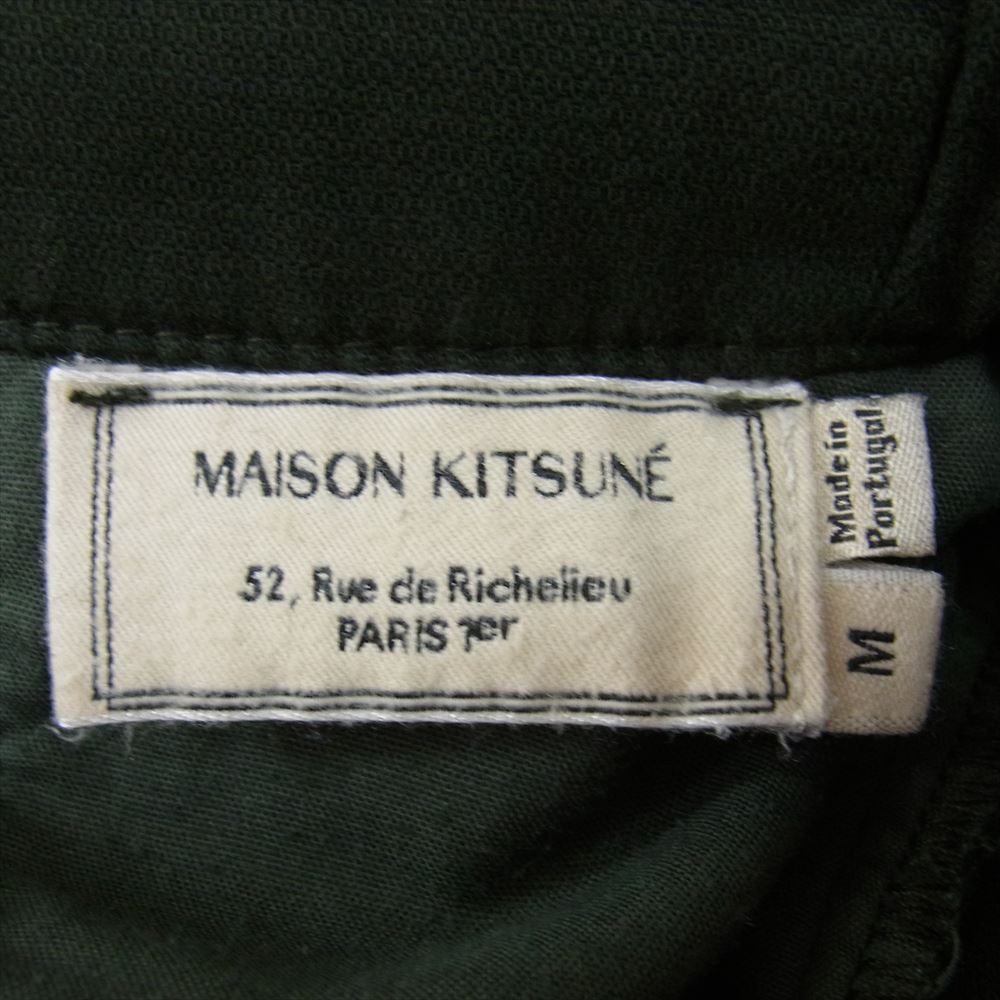 MAISON KITSUNÉ
52, Rue de Richelieu
PARIS 1er
Made in
Portugal
M